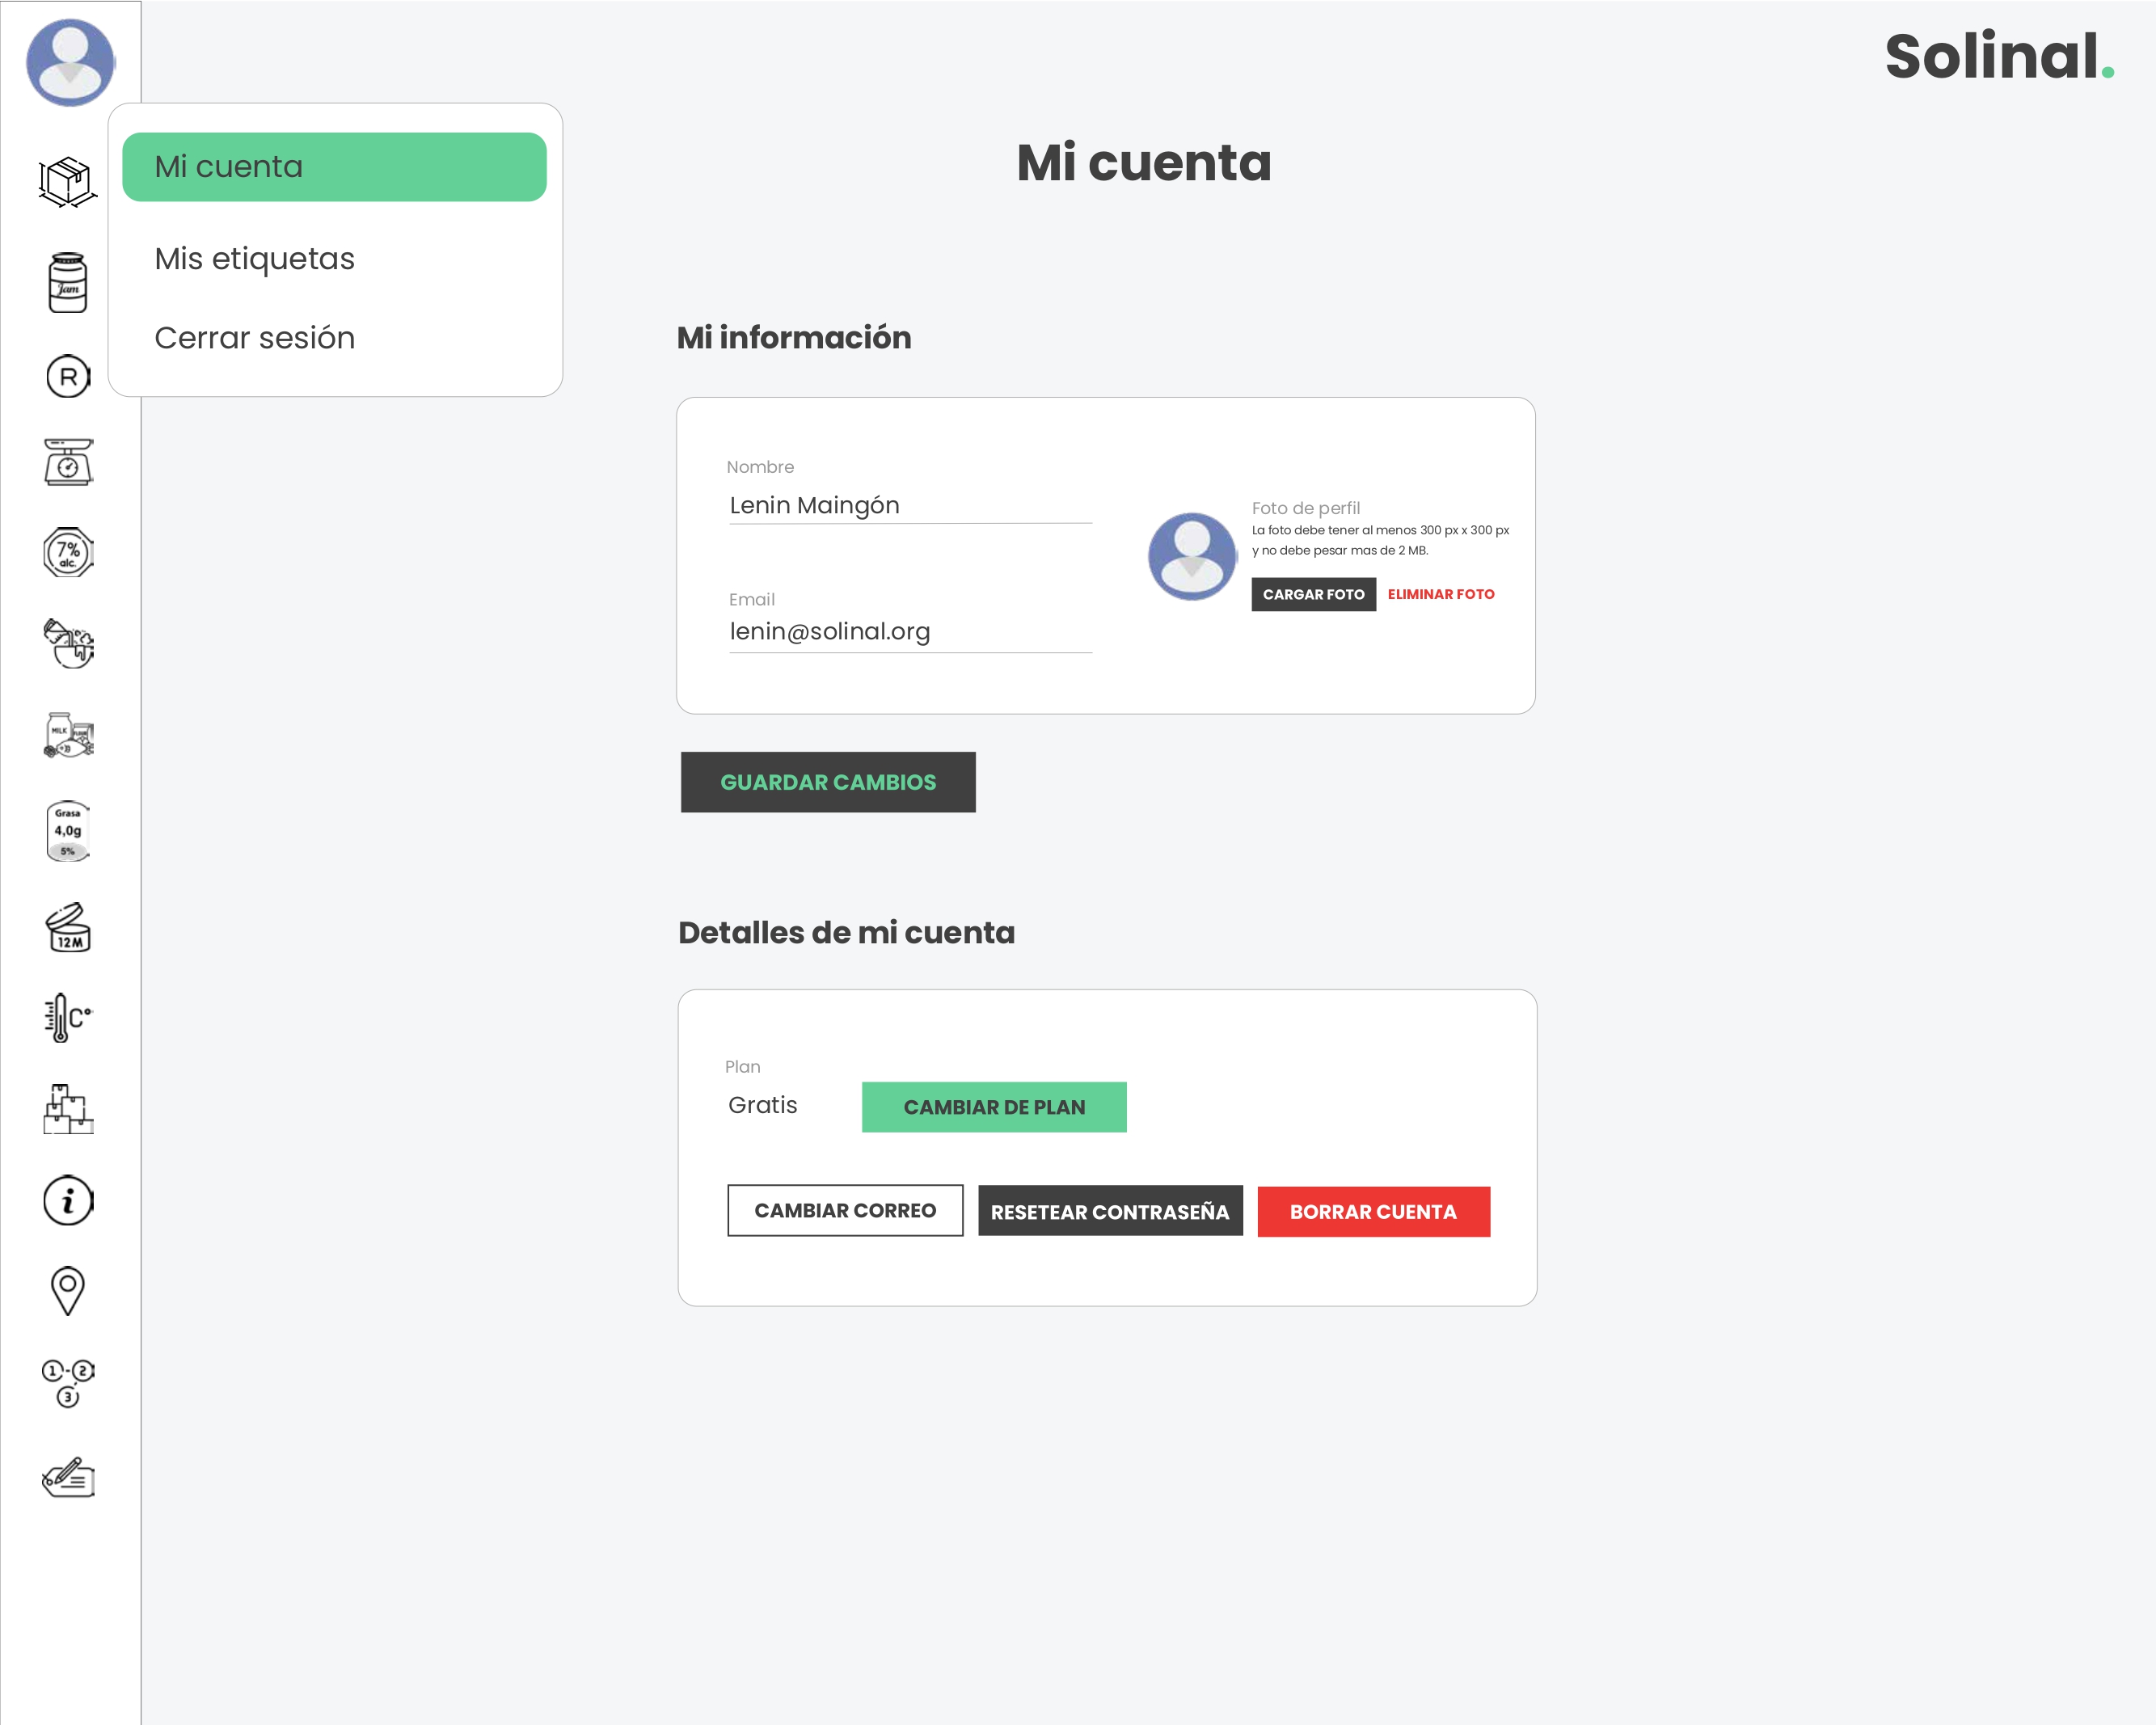 Solinal.
Mi cuenta
Mis etiquetas
Cerrar sesión
Jam
R
7%
alc.
MILK
FLOUR
Grasa
4,0g
5%
12M
C°
i
1-2
3
Mi cuenta
Mi información
Nombre
Lenin Maingón
Email
lenin@solinal.org
Foto de perfil
La foto debe tener al menos 300 px x 300 px
y no debe pesar mas de 2 MB.
CARGAR FOTO ELIMINAR FOTO
GUARDAR CAMBIOS
Detalles de mi cuenta
Plan
Gratis CAMBIAR DE PLAN
CAMBIAR CORREO RESETEAR CONTRASEÑA BORRAR CUENTA